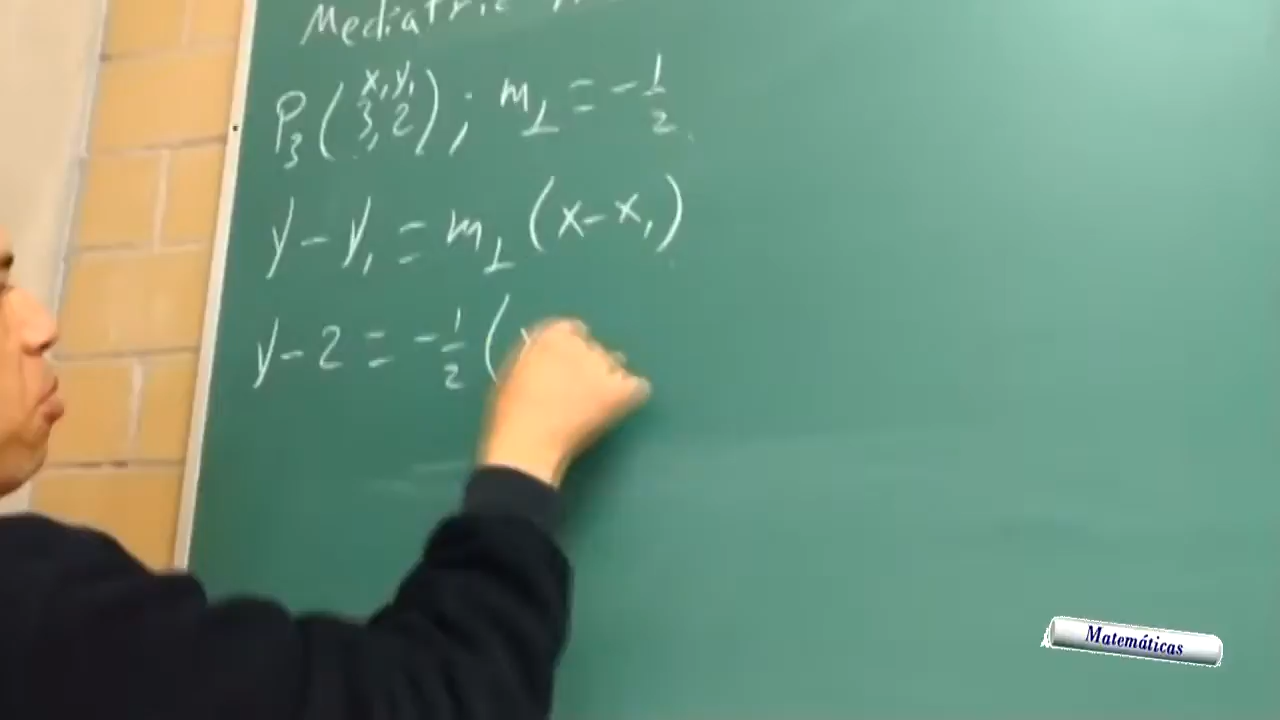 Mediatriz
x₁ y₁
P₃ ( 3, 2 ) ; m⊥ = - 1/2
y - y₁ = m⊥ (x - x₁)
y - 2 = - 1/2 (
Matemáticas